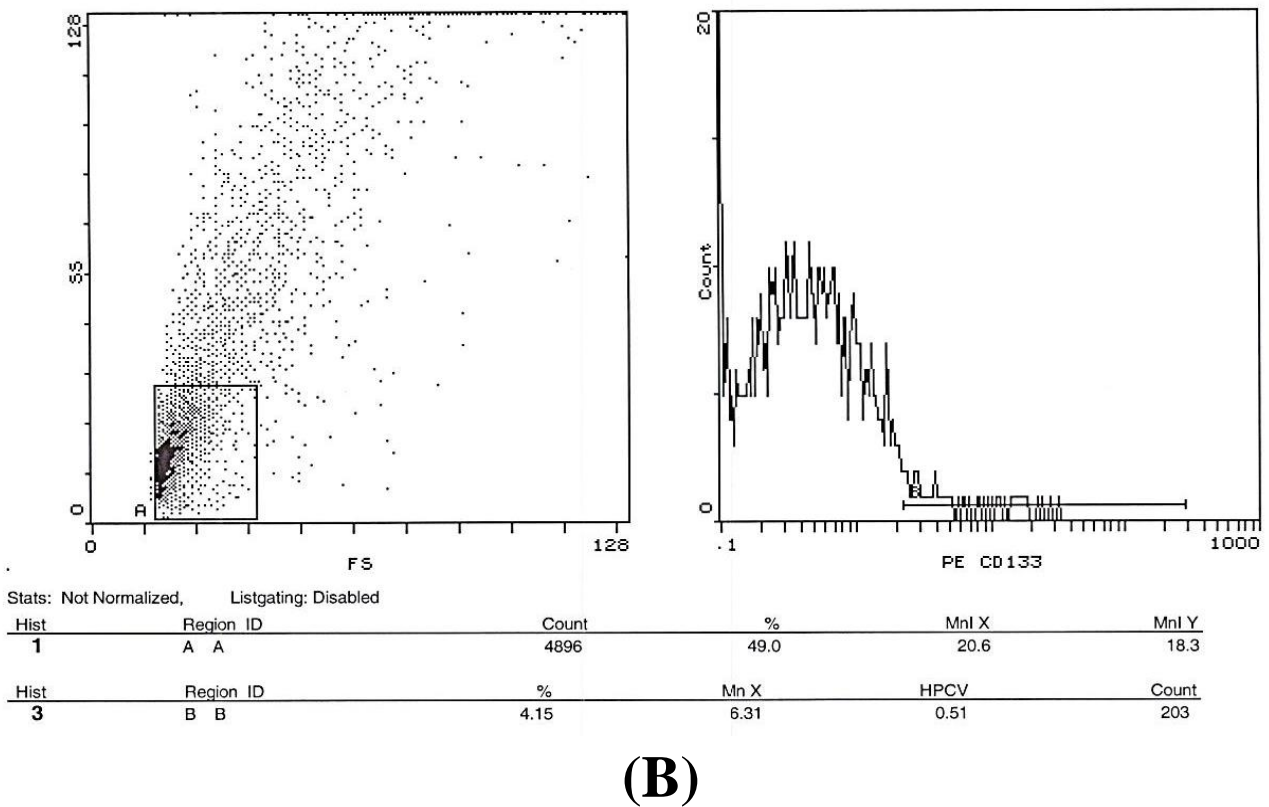 128
SS
0
A
0 128
FS
20
Count
0
B
.1 1000
PE CD133
Stats: Not Normalized, Listgating: Disabled
Hist Region ID Count % MnI X MnI Y
1 A A 4896 49.0 20.6 18.3
Hist Region ID % Mn X HPCV Count
3 B B 4.15 6.31 0.51 203
(B)